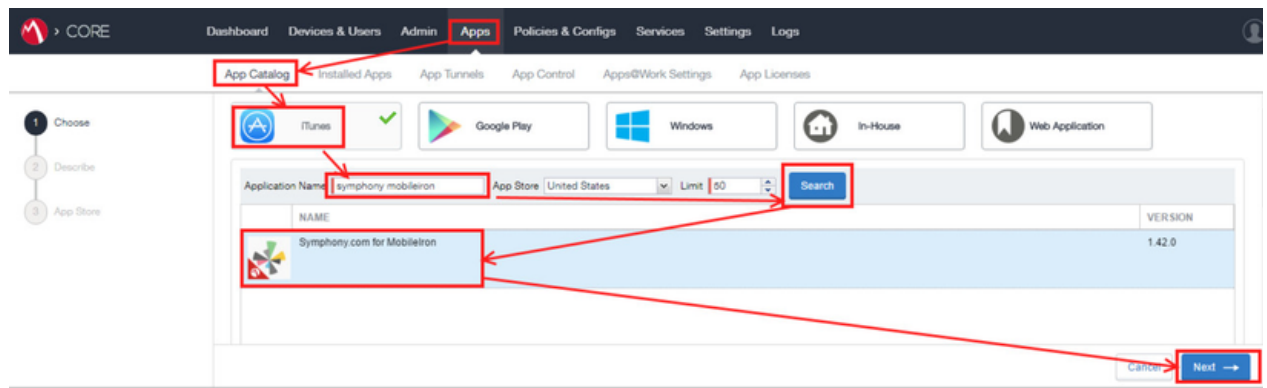 CORE Dashboard Devices & Users Admin Apps Policies & Configs Services Settings Logs
App Catalog Installed Apps App Tunnels App Control Apps@Work Settings App Licenses
1 Choose
2 Describe
3 App Store
iTunes Google Play Windows In-House Web Application
Application Name symphony mobileiron App Store United States Limit 50 Search
NAME VERSION
Symphony.com for MobileIron 1.42.0
Cancel Next